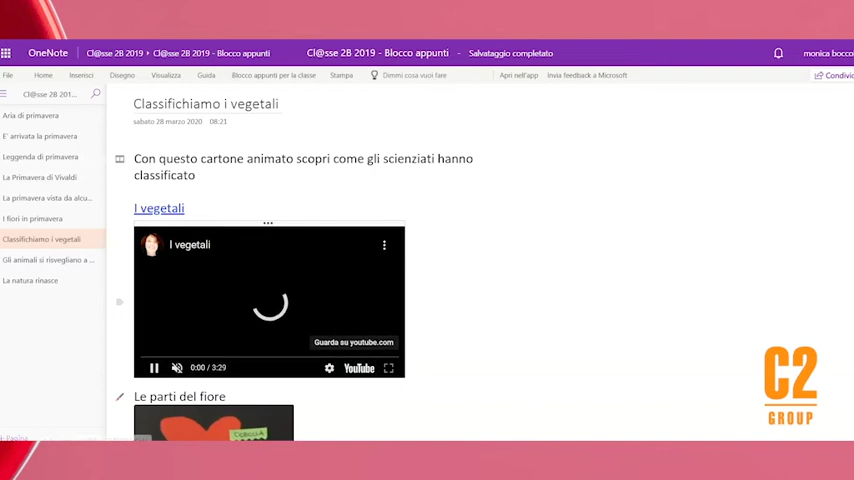 OneNote
Cl@sse 2B 2019 › Cl@sse 2B 2019 - Blocco appunti
Cl@sse 2B 2019 - Blocco appunti - Salvataggio completato
monica boccol
File Home Inserisci Disegno Visualizza Guida Blocco appunti per la classe Stampa Dimmi cosa vuoi fare Apri nell'app Invia feedback a Microsoft Condivid
Cl@sse 2B 201...
Aria di primavera
E' arrivata la primavera
Leggenda di primavera
La Primavera di Vivaldi
La primavera vista da alcu...
I fiori in primavera
Classifichiamo i vegetali
Gli animali si risvegliano a ...
La natura rinasce
Classifichiamo i vegetali
sabato 28 marzo 2020 08:21
Con questo cartone animato scopri come gli scienziati hanno
classificato
I vegetali
I vegetali
Guarda su youtube.com
0:00 / 3:29
YouTube
Le parti del fiore
C2
GROUP